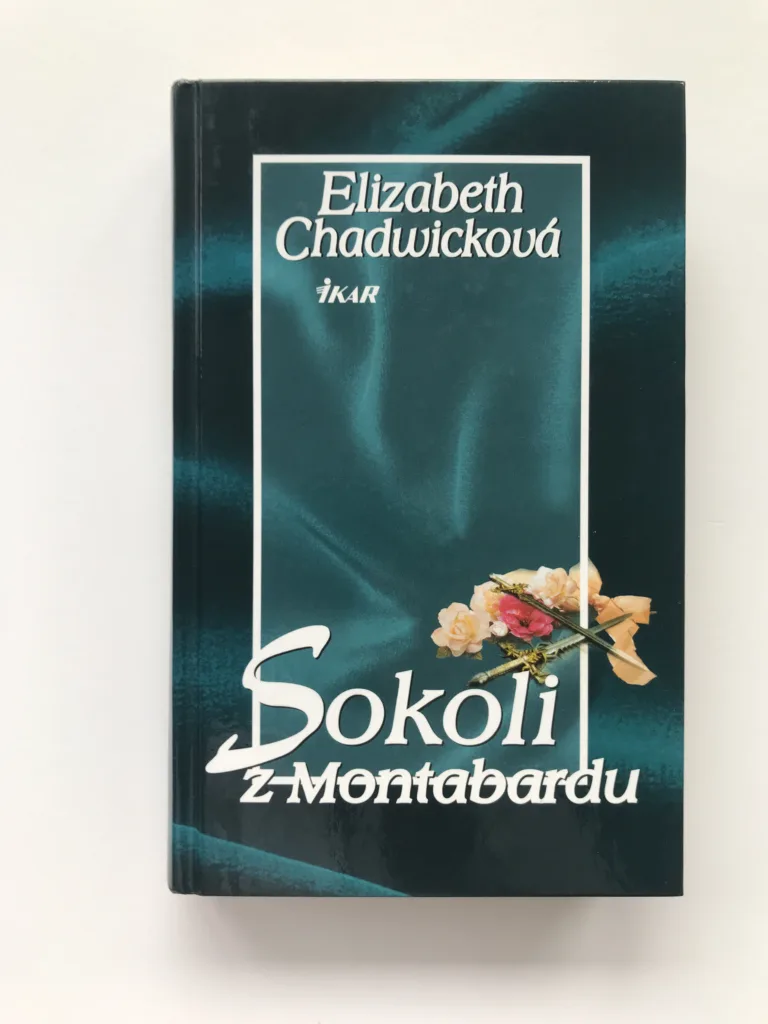 Elizabeth
Chadwicková
IKAR
Sokoli
z Montabardu